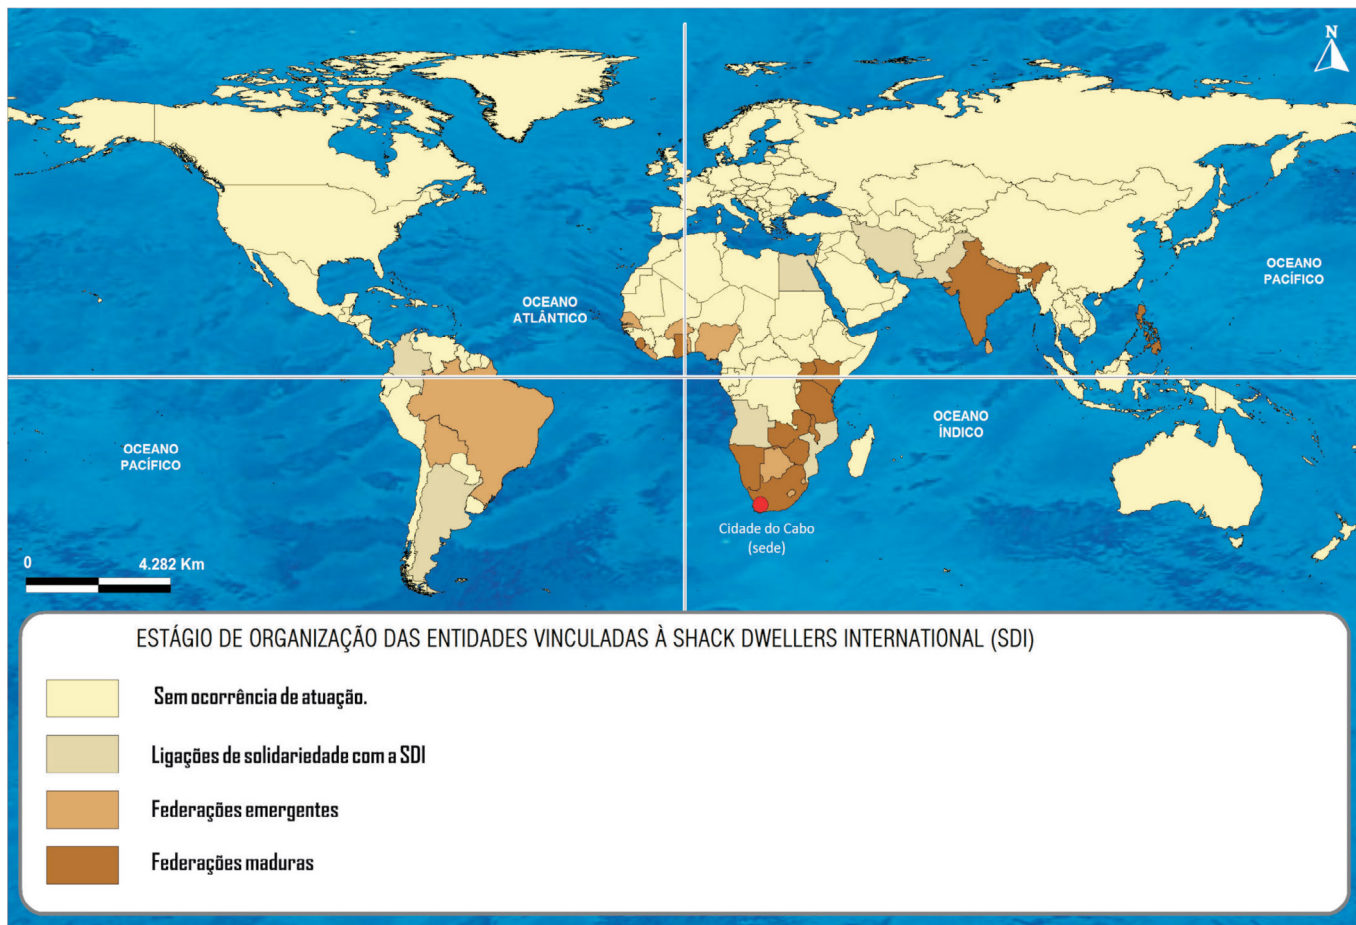 N
OCEANO
PACÍFICO
OCEANO
ATLÂNTICO
OCEANO
PACÍFICO
OCEANO
ÍNDICO
Cidade do Cabo
(sede)
0 4.282 Km
ESTÁGIO DE ORGANIZAÇÃO DAS ENTIDADES VINCULADAS À SHACK DWELLERS INTERNATIONAL (SDI)
Sem ocorrência de atuação.
Ligações de solidariedade com a SDI
Federações emergentes
Federações maduras